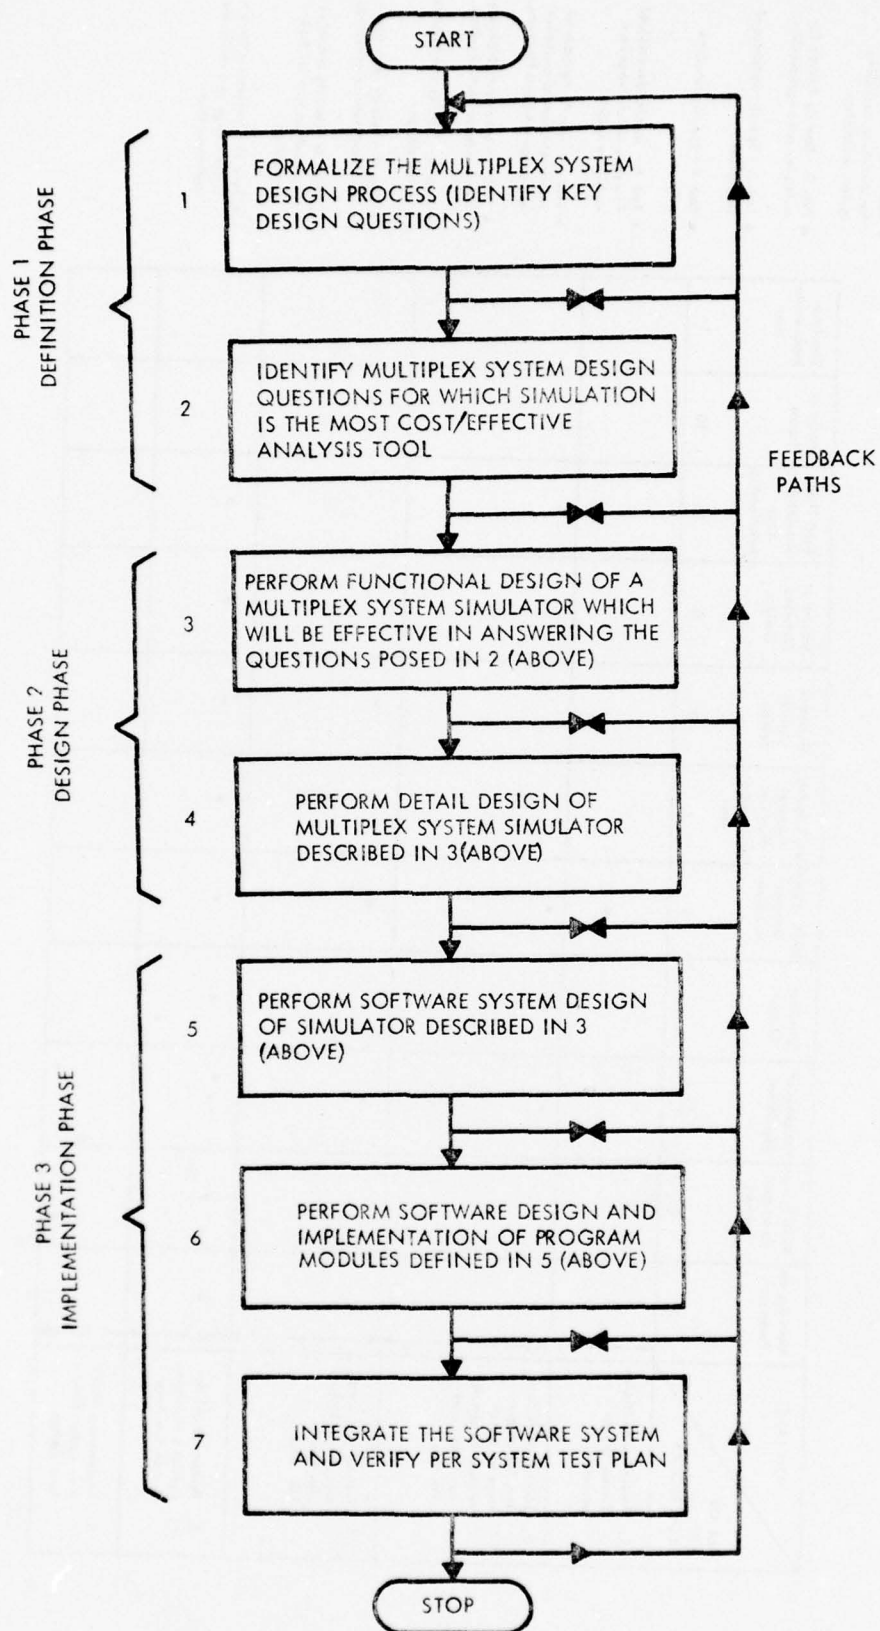 START
PHASE 1
DEFINITION PHASE
1
FORMALIZE THE MULTIPLEX SYSTEM
DESIGN PROCESS (IDENTIFY KEY
DESIGN QUESTIONS)
2
IDENTIFY MULTIPLEX SYSTEM DESIGN
QUESTIONS FOR WHICH SIMULATION
IS THE MOST COST/EFFECTIVE
ANALYSIS TOOL
FEEDBACK
PATHS
PHASE 2
DESIGN PHASE
3
PERFORM FUNCTIONAL DESIGN OF A
MULTIPLEX SYSTEM SIMULATOR WHICH
WILL BE EFFECTIVE IN ANSWERING THE
QUESTIONS POSED IN 2 (ABOVE)
4
PERFORM DETAIL DESIGN OF
MULTIPLEX SYSTEM SIMULATOR
DESCRIBED IN 3(ABOVE)
PHASE 3
IMPLEMENTATION PHASE
5
PERFORM SOFTWARE SYSTEM DESIGN
OF SIMULATOR DESCRIBED IN 3
(ABOVE)
6
PERFORM SOFTWARE DESIGN AND
IMPLEMENTATION OF PROGRAM
MODULES DEFINED IN 5 (ABOVE)
7
INTEGRATE THE SOFTWARE SYSTEM
AND VERIFY PER SYSTEM TEST PLAN
STOP